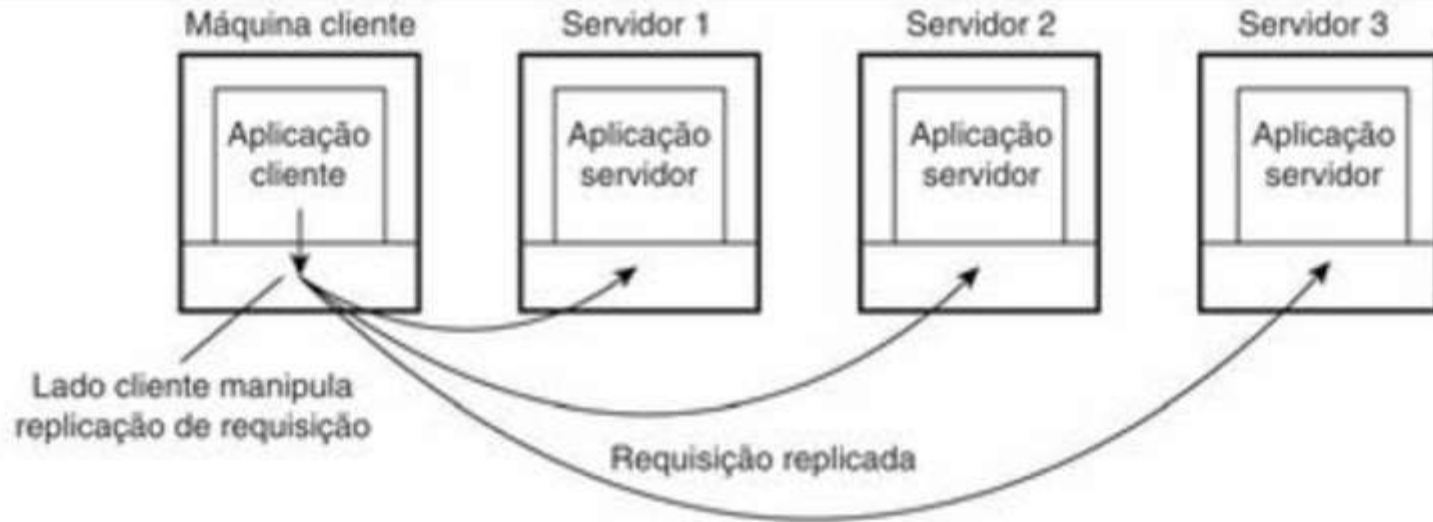 Máquina cliente
Servidor 1
Servidor 2
Servidor 3
Aplicação
cliente
Aplicação
servidor
Aplicação
servidor
Aplicação
servidor
Lado cliente manipula
replicação de requisição
Requisição replicada